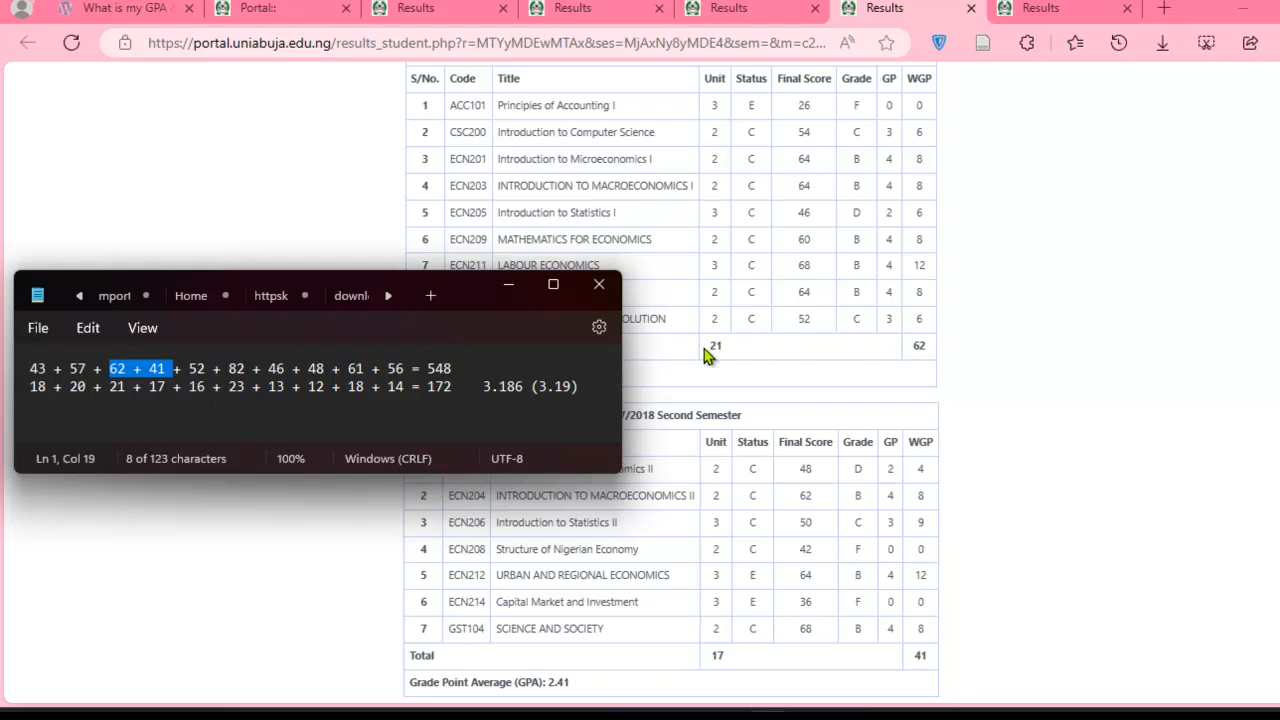 What is my GPA & Portal:: Results Results Results Results Results
https://portal.uniabuja.edu.ng/results_student.php?r=MTYyMDEwMTAx&ses=MjAxNy8yMDE4&sem=&m=c2...
S/No. Code Title Unit Status Final Score Grade GP WGP
1 ACC101 Principles of Accounting I 3 E 26 F 0 0
2 CSC200 Introduction to Computer Science 2 C 54 C 3 6
3 ECN201 Introduction to Microeconomics I 2 C 64 B 4 8
4 ECN203 INTRODUCTION TO MACROECONOMICS I 2 C 64 B 4 8
5 ECN205 Introduction to Statistics I 3 C 46 D 2 6
6 ECN209 MATHEMATICS FOR ECONOMICS 2 C 60 B 4 8
7 ECN211 LABOUR ECONOMICS 3 C 68 B 4 12
2 C 64 B 4 8
OLUTION 2 C 52 C 3 6
21 62
mport Home httpsk downl
File Edit View
43 + 57 + 62 + 41 + 52 + 82 + 46 + 48 + 61 + 56 = 548
18 + 20 + 21 + 17 + 16 + 23 + 13 + 12 + 18 + 14 = 172 3.186 (3.19)
Ln 1, Col 19 8 of 123 characters 100% Windows (CRLF) UTF-8
7/2018 Second Semester
Unit Status Final Score Grade GP WGP
omics II 2 C 48 D 2 4
2 ECN204 INTRODUCTION TO MACROECONOMICS II 2 C 62 B 4 8
3 ECN206 Introduction to Statistics II 3 C 50 C 3 9
4 ECN208 Structure of Nigerian Economy 2 C 42 F 0 0
5 ECN212 URBAN AND REGIONAL ECONOMICS 3 E 64 B 4 12
6 ECN214 Capital Market and Investment 3 E 36 F 0 0
7 GST104 SCIENCE AND SOCIETY 2 C 68 B 4 8
Total 17 41
Grade Point Average (GPA): 2.41